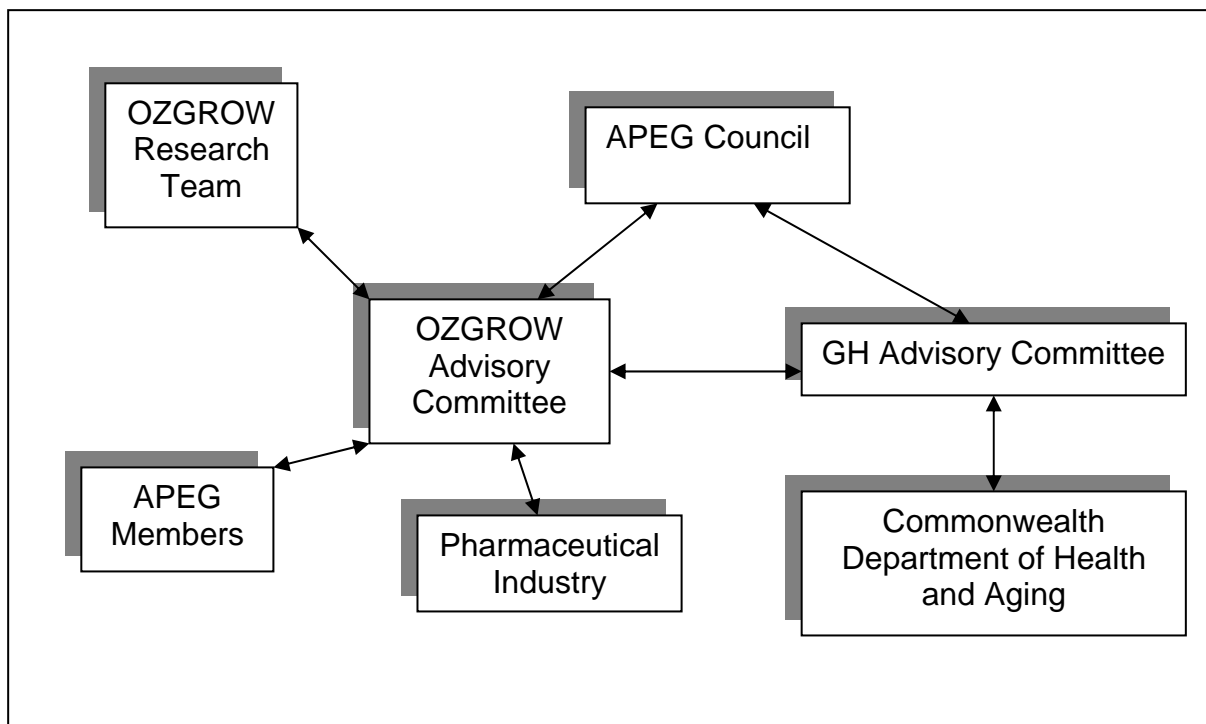 OZGROW
Research
Team
APEG Council
OZGROW
Advisory
Committee
GH Advisory Committee
APEG
Members
Pharmaceutical
Industry
Commonwealth
Department of Health
and Aging